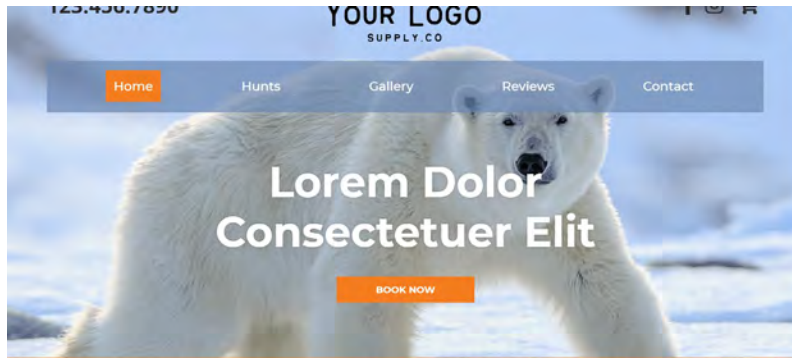 123.456.7890
YOUR LOGO
SUPPLY.CO
Home Hunts Gallery Reviews Contact
Lorem Dolor
Consectetuer Elit
BOOK NOW